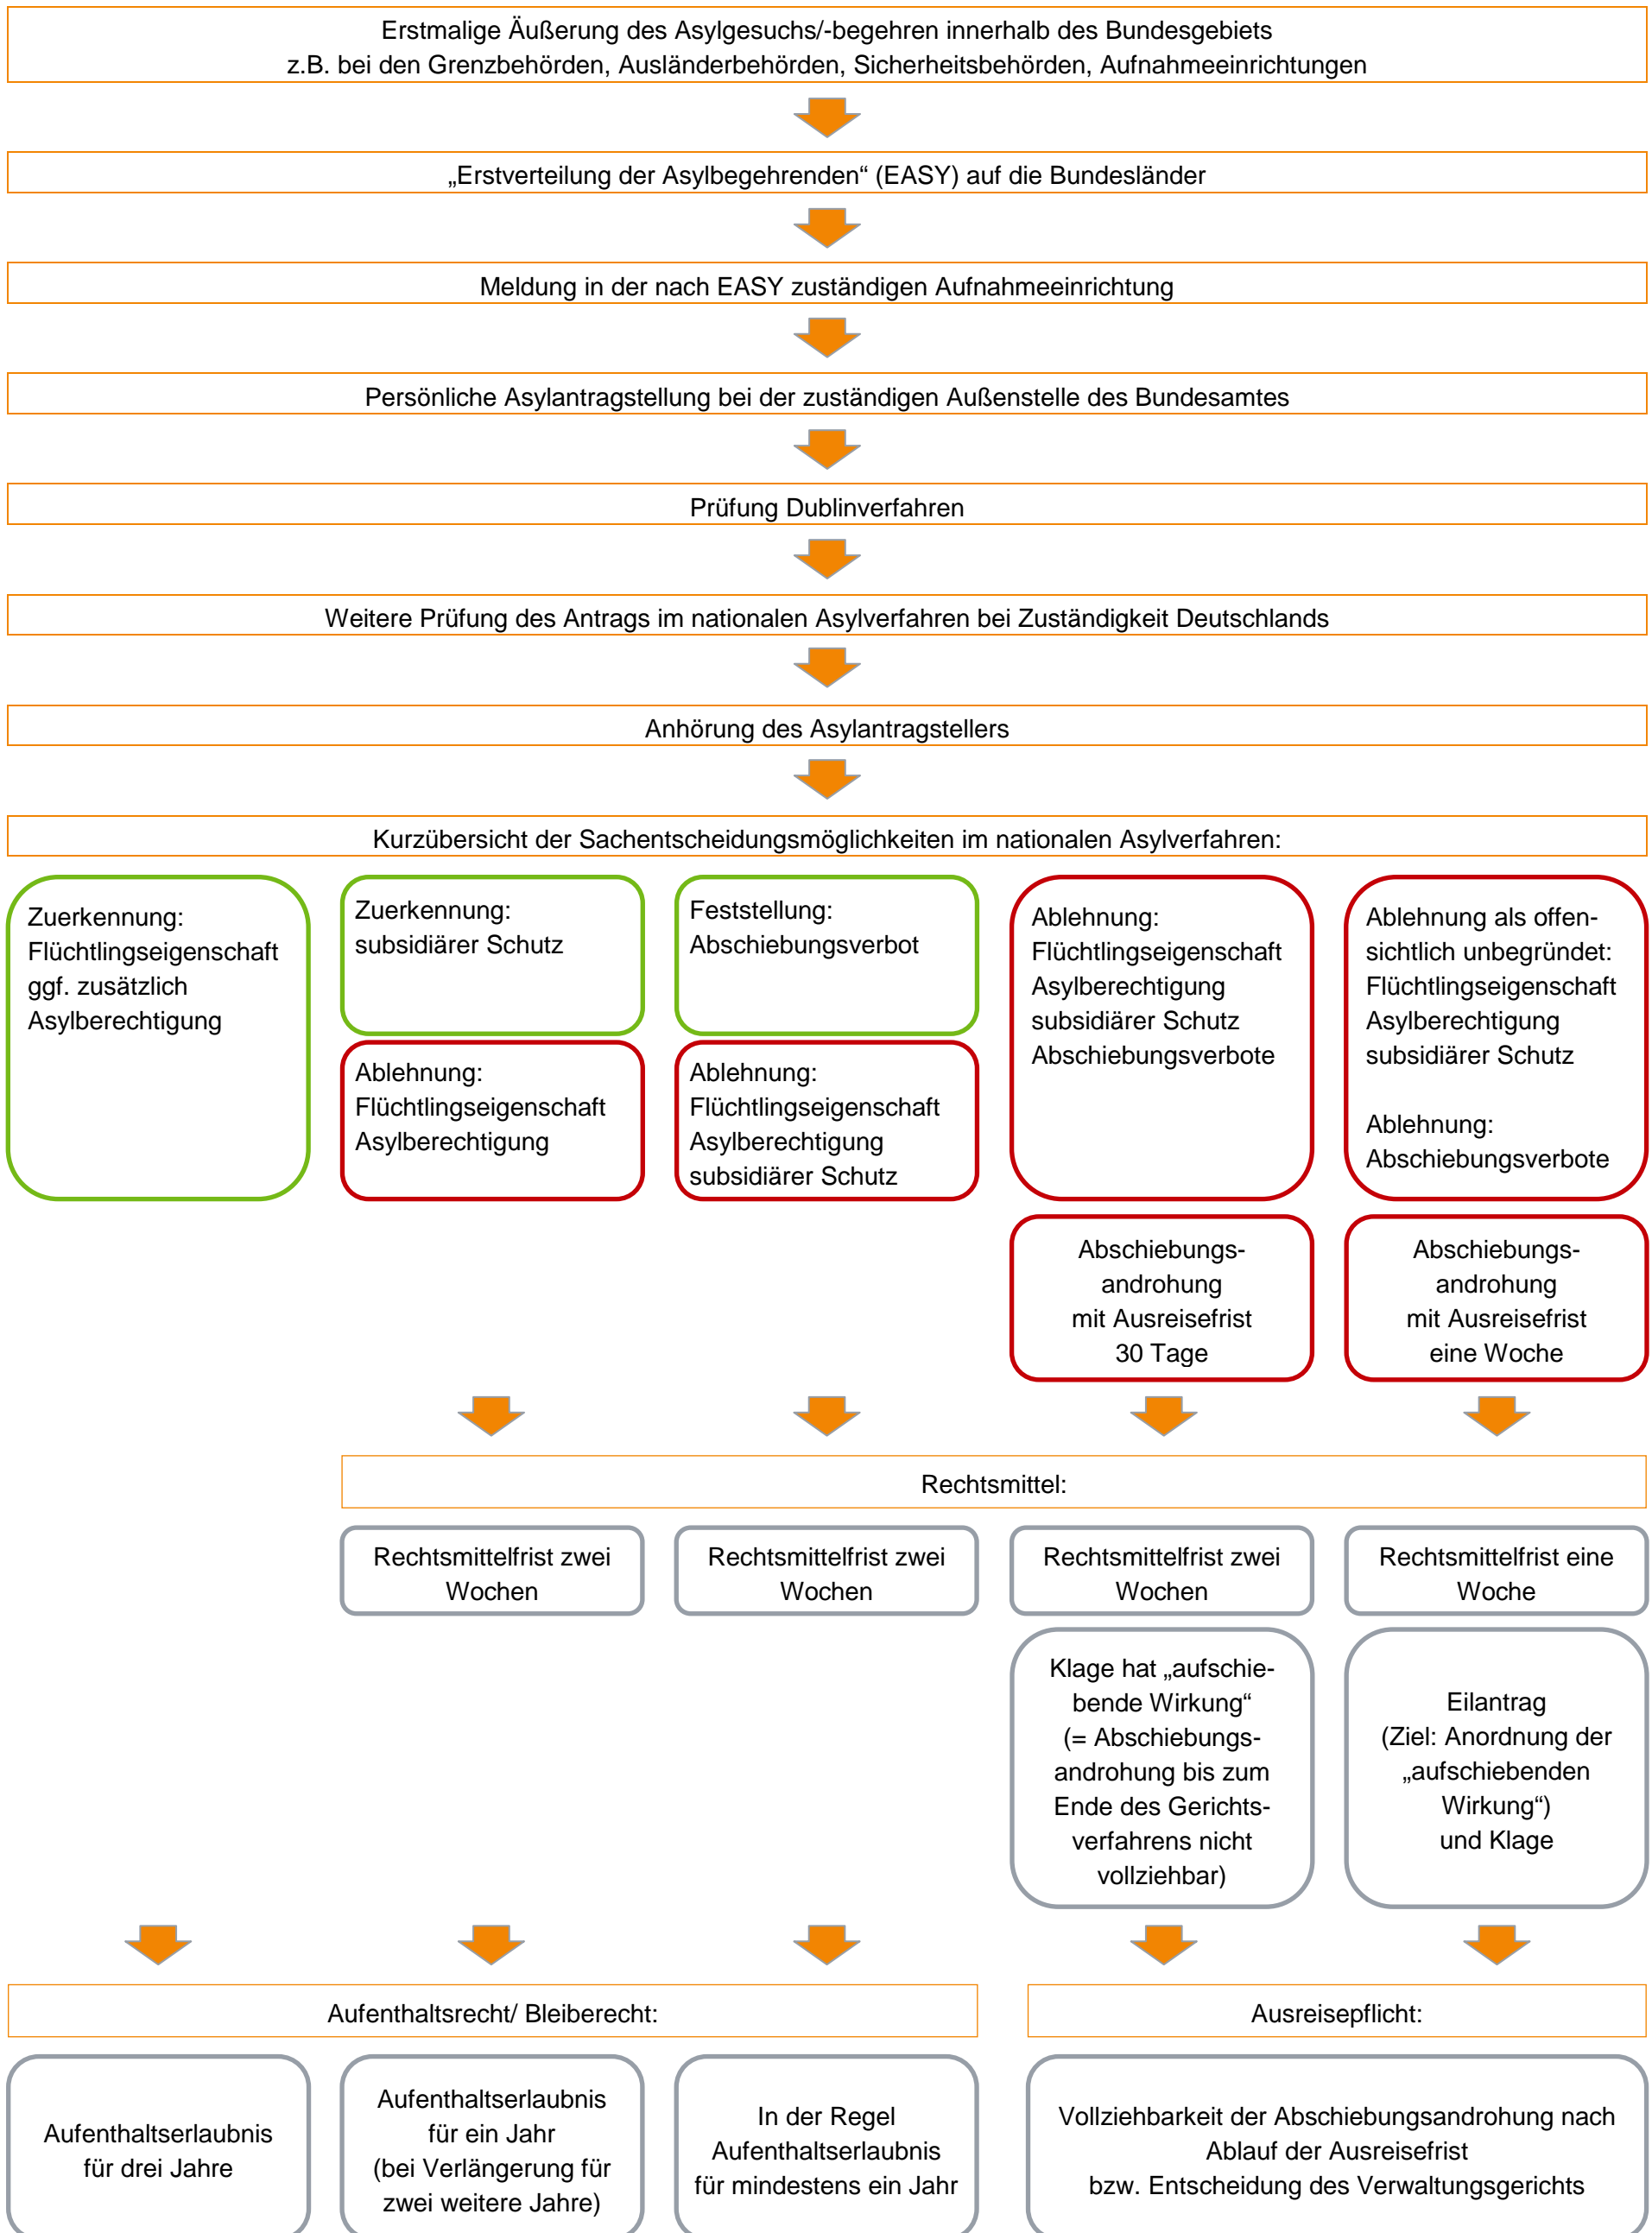 Erstmalige Äußerung des Asylgesuchs/-begehren innerhalb des Bundesgebiets
z.B. bei den Grenzbehörden, Ausländerbehörden, Sicherheitsbehörden, Aufnahmeeinrichtungen
„Erstverteilung der Asylbegehrenden“ (EASY) auf die Bundesländer
Meldung in der nach EASY zuständigen Aufnahmeeinrichtung
Persönliche Asylantragstellung bei der zuständigen Außenstelle des Bundesamtes
Prüfung Dublinverfahren
Weitere Prüfung des Antrags im nationalen Asylverfahren bei Zuständigkeit Deutschlands
Anhörung des Asylantragstellers
Kurzübersicht der Sachentscheidungsmöglichkeiten im nationalen Asylverfahren:
Zuerkennung:
Flüchtlingseigenschaft
ggf. zusätzlich
Asylberechtigung
Zuerkennung:
subsidiärer Schutz
Ablehnung:
Flüchtlingseigenschaft
Asylberechtigung
Feststellung:
Abschiebungsverbot
Ablehnung:
Flüchtlingseigenschaft
Asylberechtigung
subsidiärer Schutz
Ablehnung:
Flüchtlingseigenschaft
Asylberechtigung
subsidiärer Schutz
Abschiebungsverbote
Ablehnung als offen-
sichtlich unbegründet:
Flüchtlingseigenschaft
Asylberechtigung
subsidiärer Schutz
Ablehnung:
Abschiebungsverbote
Abschiebungs-
androhung
mit Ausreisefrist
30 Tage
Abschiebungs-
androhung
mit Ausreisefrist
eine Woche
Rechtsmittel:
Rechtsmittelfrist zwei
Wochen
Rechtsmittelfrist zwei
Wochen
Rechtsmittelfrist zwei
Wochen
Rechtsmittelfrist eine
Woche
Klage hat „aufschie-
bende Wirkung“
(= Abschiebungs-
androhung bis zum
Ende des Gerichts-
verfahrens nicht
vollziehbar)
Eilantrag
(Ziel: Anordnung der
„aufschiebenden
Wirkung“)
und Klage
Aufenthaltsrecht/ Bleiberecht:
Ausreisepflicht:
Aufenthaltserlaubnis
für drei Jahre
Aufenthaltserlaubnis
für ein Jahr
(bei Verlängerung für
zwei weitere Jahre)
In der Regel
Aufenthaltserlaubnis
für mindestens ein Jahr
Vollziehbarkeit der Abschiebungsandrohung nach
Ablauf der Ausreisefrist
bzw. Entscheidung des Verwaltungsgerichts